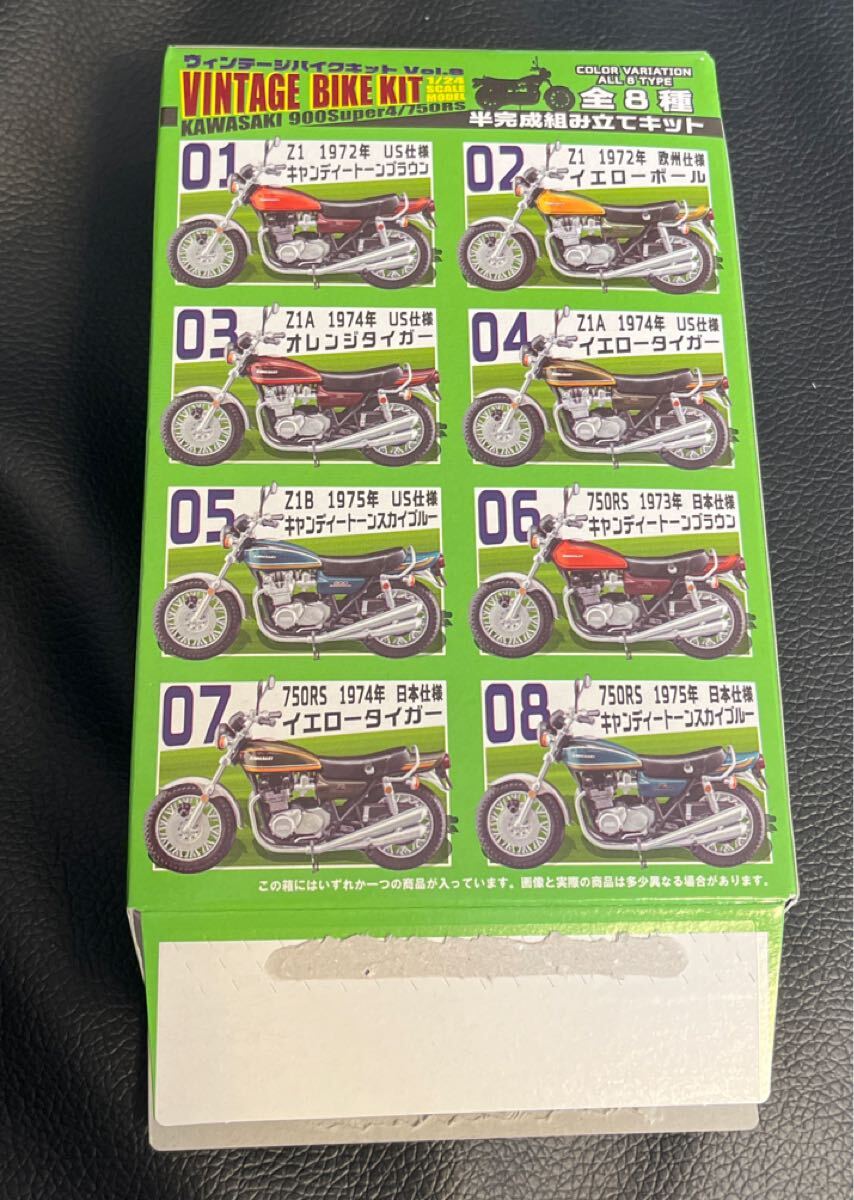 ヴィンテージバイクキット Vol.8
VINTAGE BIKE KIT
1/24
SCALE
MODEL
KAWASAKI 900Super4/750RS
COLOR VARIATION
ALL 8 TYPE
全8種
半完成組み立てキット
01
Z1 1972年 US仕様
キャンディートーンブラウン
02
Z1 1972年 欧州仕様
イエローボール
03
Z1A 1974年 US仕様
オレンジタイガー
04
Z1A 1974年 US仕様
イエロータイガー
05
Z1B 1975年 US仕様
キャンディートーンスカイブルー
06
750RS 1973年 日本仕様
キャンディートーンブラウン
07
750RS 1974年 日本仕様
イエロータイガー
08
750RS 1975年 日本仕様
キャンディートーンスカイブルー
この箱にはいずれか一つの商品が入っています。画像と実際の商品は多少異なる場合があります。